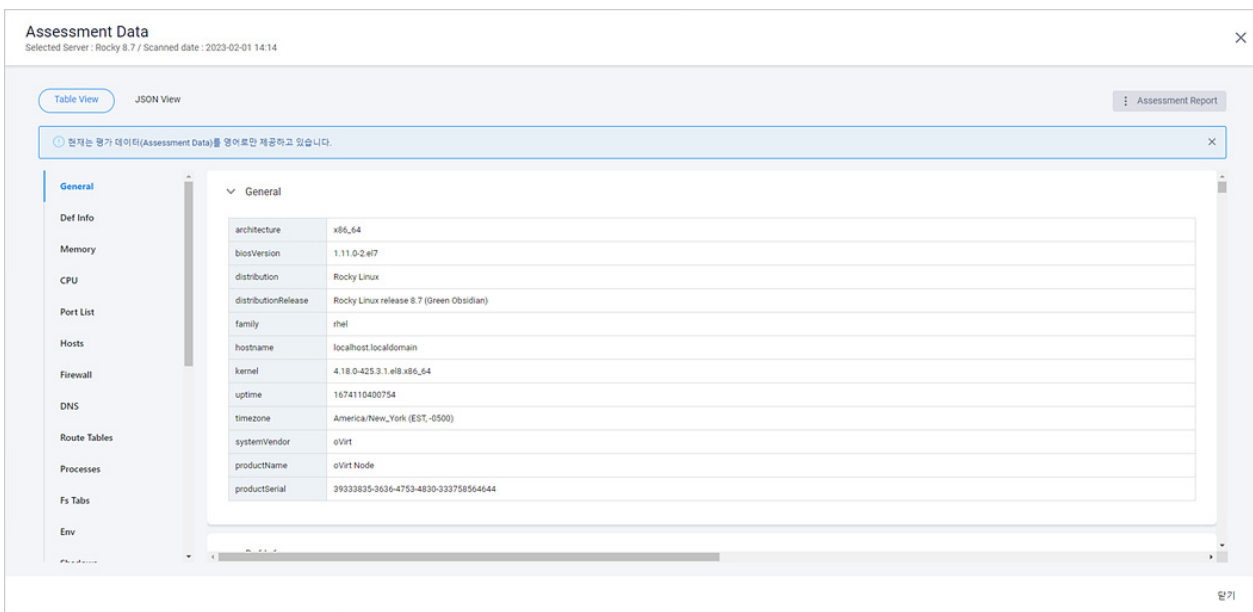 Assessment Data
Selected Server : Rocky 8.7 / Scanned date : 2023-02-01 14:14
Table View JSON View Assessment Report
현재는 평가 데이터(Assessment Data)를 영어로만 제공하고 있습니다.
General
Def Info
Memory
CPU
Port List
Hosts
Firewall
DNS
Route Tables
Processes
Fs Tabs
Env
General
architecture x86_64
biosVersion 1.11.0-2.el7
distribution Rocky Linux
distributionRelease Rocky Linux release 8.7 (Green Obsidian)
family rhel
hostname localhost.localdomain
kernel 4.18.0-425.3.1.el8.x86_64
uptime 1674110400754
timezone America/New_York (EST, -0500)
systemVendor oVirt
productName oVirt Node
productSerial 39333835-3636-4753-4830-333758564644
닫기